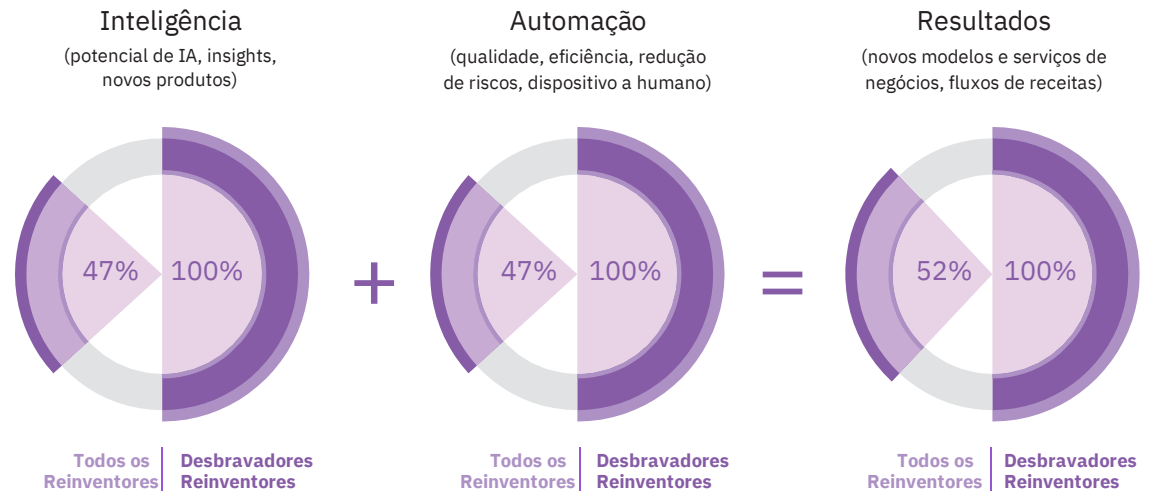 Inteligência
(potencial de IA, insights,
novos produtos)
47%
100%
Todos os
Reinventores
Desbravadores
Reinventores
+
Automação
(qualidade, eficiência, redução
de riscos, dispositivo a humano)
47%
100%
Todos os
Reinventores
Desbravadores
Reinventores
=
Resultados
(novos modelos e serviços de
negócios, fluxos de receitas)
52%
100%
Todos os
Reinventores
Desbravadores
Reinventores